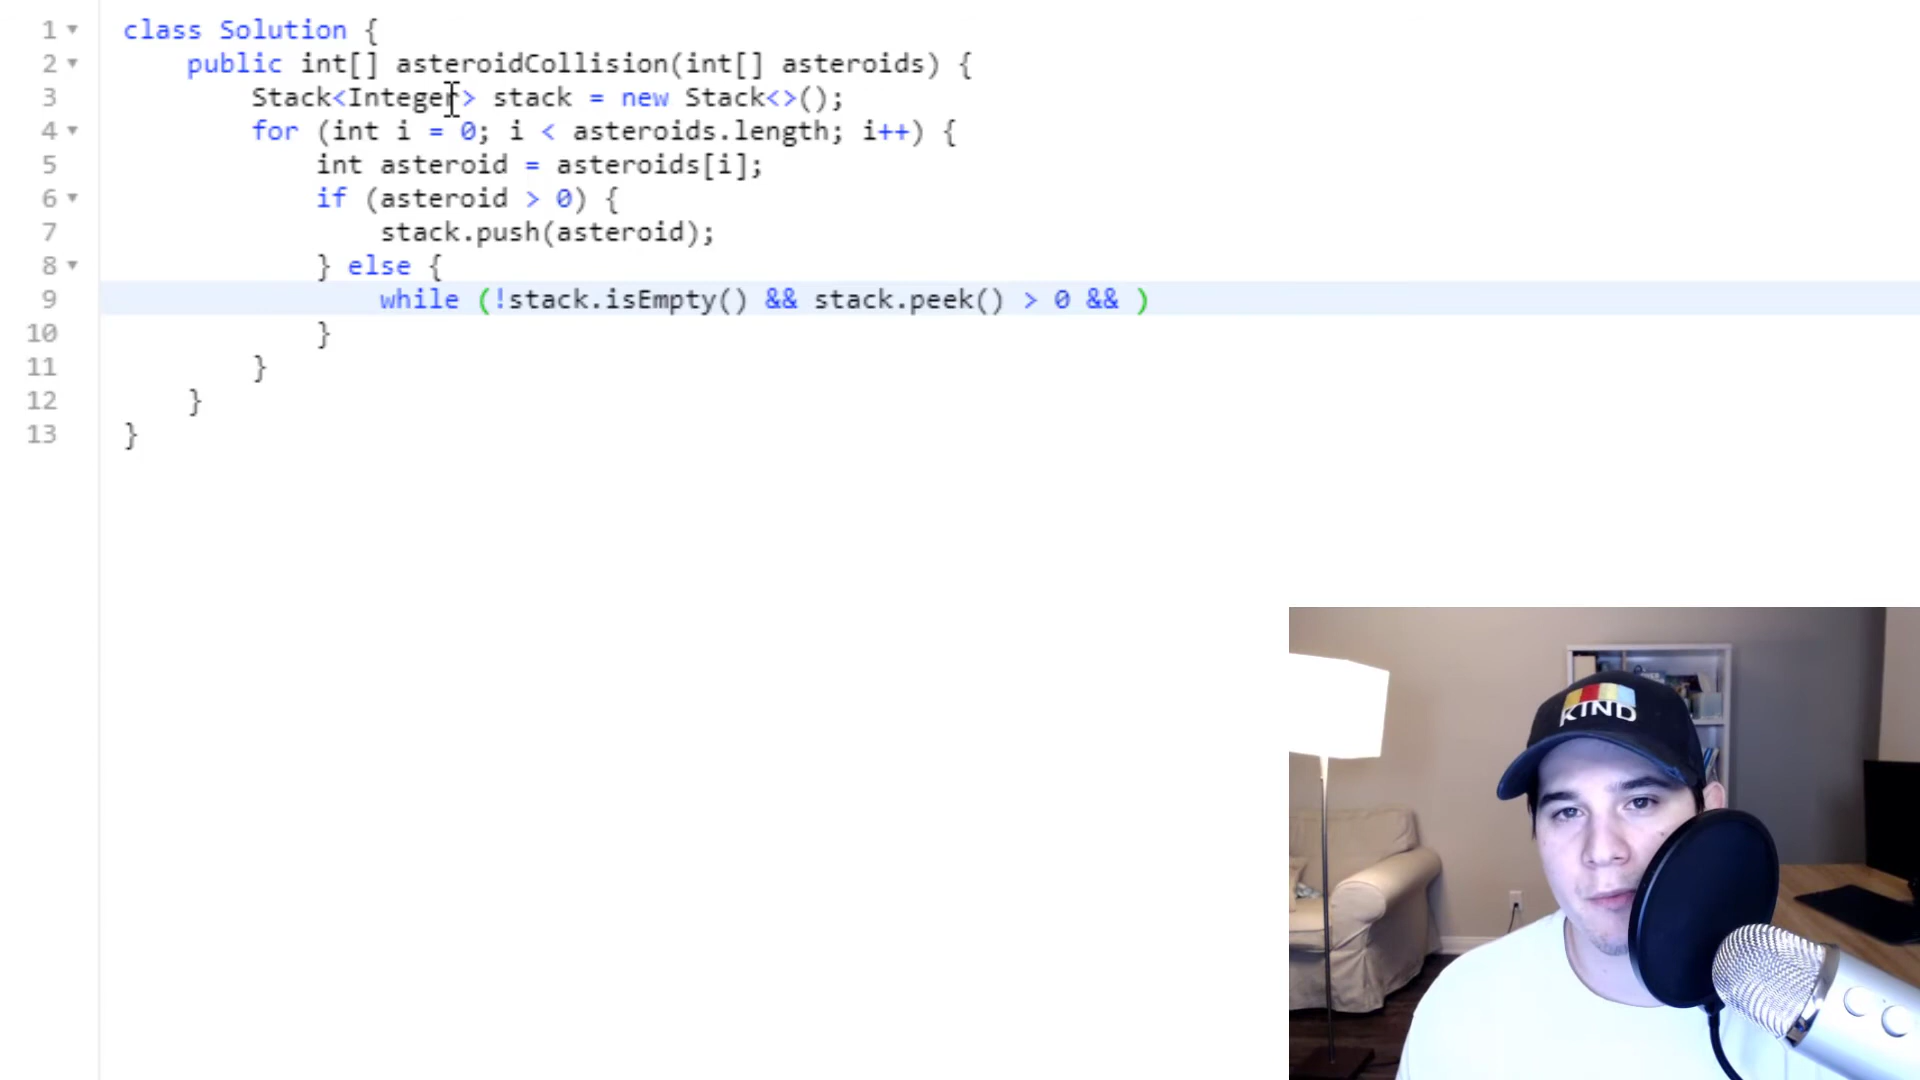 1 class Solution {
2 public int[] asteroidCollision(int[] asteroids) {
3 Stack<Integer> stack = new Stack<>();
4 for (int i = 0; i < asteroids.length; i++) {
5 int asteroid = asteroids[i];
6 if (asteroid > 0) {
7 stack.push(asteroid);
8 } else {
9 while (!stack.isEmpty() && stack.peek() > 0 && )
10 }
11 }
12 }
13 }
KIND